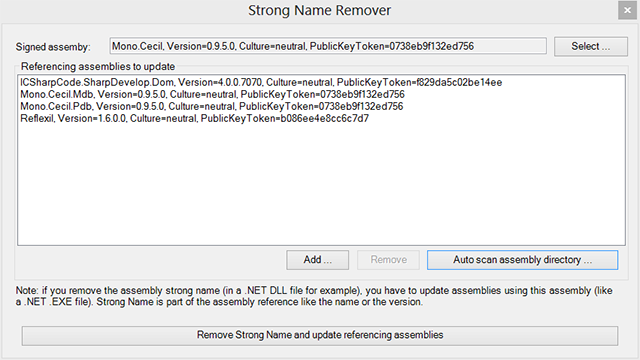 Strong Name Remover
Signed assemby: Mono.Cecil, Version=0.9.5.0, Culture=neutral, PublicKeyToken=0738eb9f132ed756 Select ...
Referencing assemblies to update
ICSharpCode.SharpDevelop.Dom, Version=4.0.0.7070, Culture=neutral, PublicKeyToken=f829da5c02be14ee
Mono.Cecil.Mdb, Version=0.9.5.0, Culture=neutral, PublicKeyToken=0738eb9f132ed756
Mono.Cecil.Pdb, Version=0.9.5.0, Culture=neutral, PublicKeyToken=0738eb9f132ed756
Reflexil, Version=1.6.0.0, Culture=neutral, PublicKeyToken=b086ee4e8cc6c7d7
Add ... Remove Auto scan assembly directory ...
Note: if you remove the assembly strong name (in a .NET DLL file for example), you have to update assemblies using this assembly (like
a .NET .EXE file). Strong Name is part of the assembly reference like the name or the version.
Remove Strong Name and update referencing assemblies